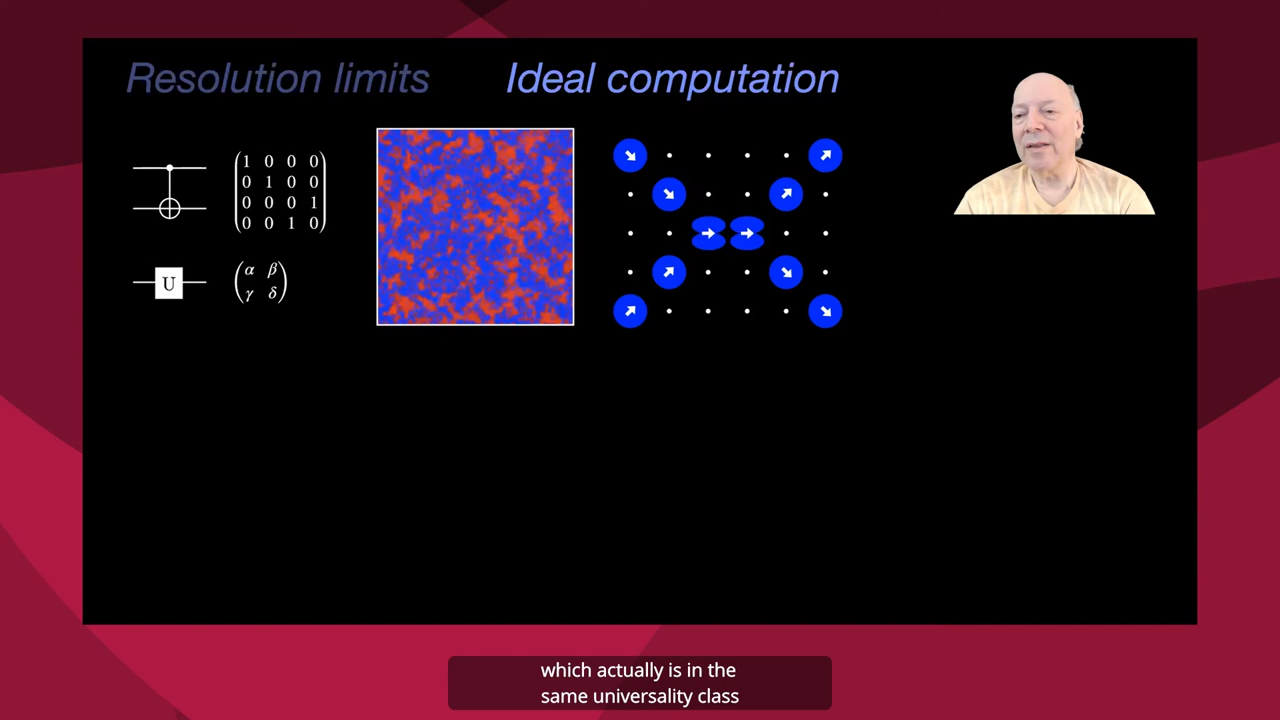 Resolution limits
Ideal computation
1 0 0 0
0 1 0 0
0 0 0 1
0 0 1 0
U
α β
γ δ
which actually is in the
same universality class